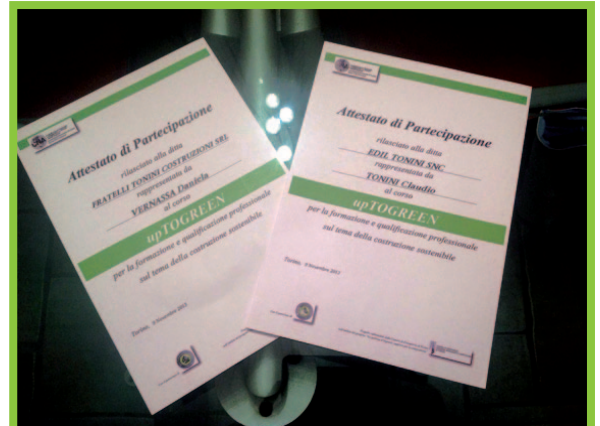 Attestato di Partecipazione
rilasciato alla ditta
FRATELLI TONINI COSTRUZIONI SRL
rappresentata da
VERNASSA Daniela
al corso
upTOGREEN
per la formazione e qualificazione professionale
sul tema della costruzione sostenibile
Attestato di Partecipazione
rilasciato alla ditta
EDIL TONINI SNC
rappresentata da
TONINI Claudio
al corso
upTOGREEN
per la formazione e qualificazione professionale
sul tema della costruzione sostenibile